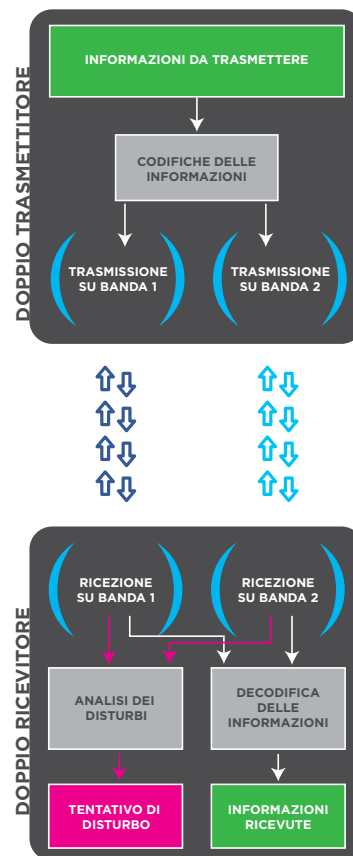 DOPPIO TRASMETTITORE
INFORMAZIONI DA TRASMETTERE
CODIFICHE DELLE
INFORMAZIONI
TRASMISSIONE
SU BANDA 1
TRASMISSIONE
SU BANDA 2
DOPPIO RICEVITORE
RICEZIONE
SU BANDA 1
RICEZIONE
SU BANDA 2
ANALISI DEI
DISTURBI
DECODIFICA
DELLE
INFORMAZIONI
TENTATIVO DI
DISTURBO
INFORMAZIONI
RICEVUTE